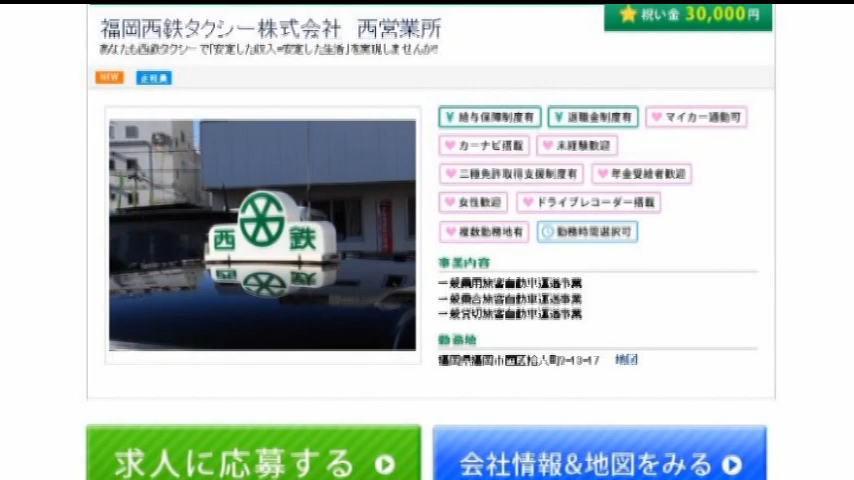 祝い金 30,000円
福岡西鉄タクシー株式会社 西営業所
あなたも西鉄タクシーで「安定した収入=安定した生活」を実現しませんか?
NEW 正社員
¥ 給与保障制度有 ¥ 退職金制度有 マイカー通勤可
カーナビ搭載 未経験歓迎
二種免許取得支援制度有 年金受給者歓迎
女性歓迎 ドライブレコーダー搭載
複数勤務地有 勤務時間選択可
西 鉄
事業内容
一般乗用旅客自動車運送事業
一般乗合旅客自動車運送事業
一般貸切旅客自動車運送事業
勤務地
福岡県福岡市西区拾六町2-13-17 地図
求人に応募する
会社情報&地図をみる